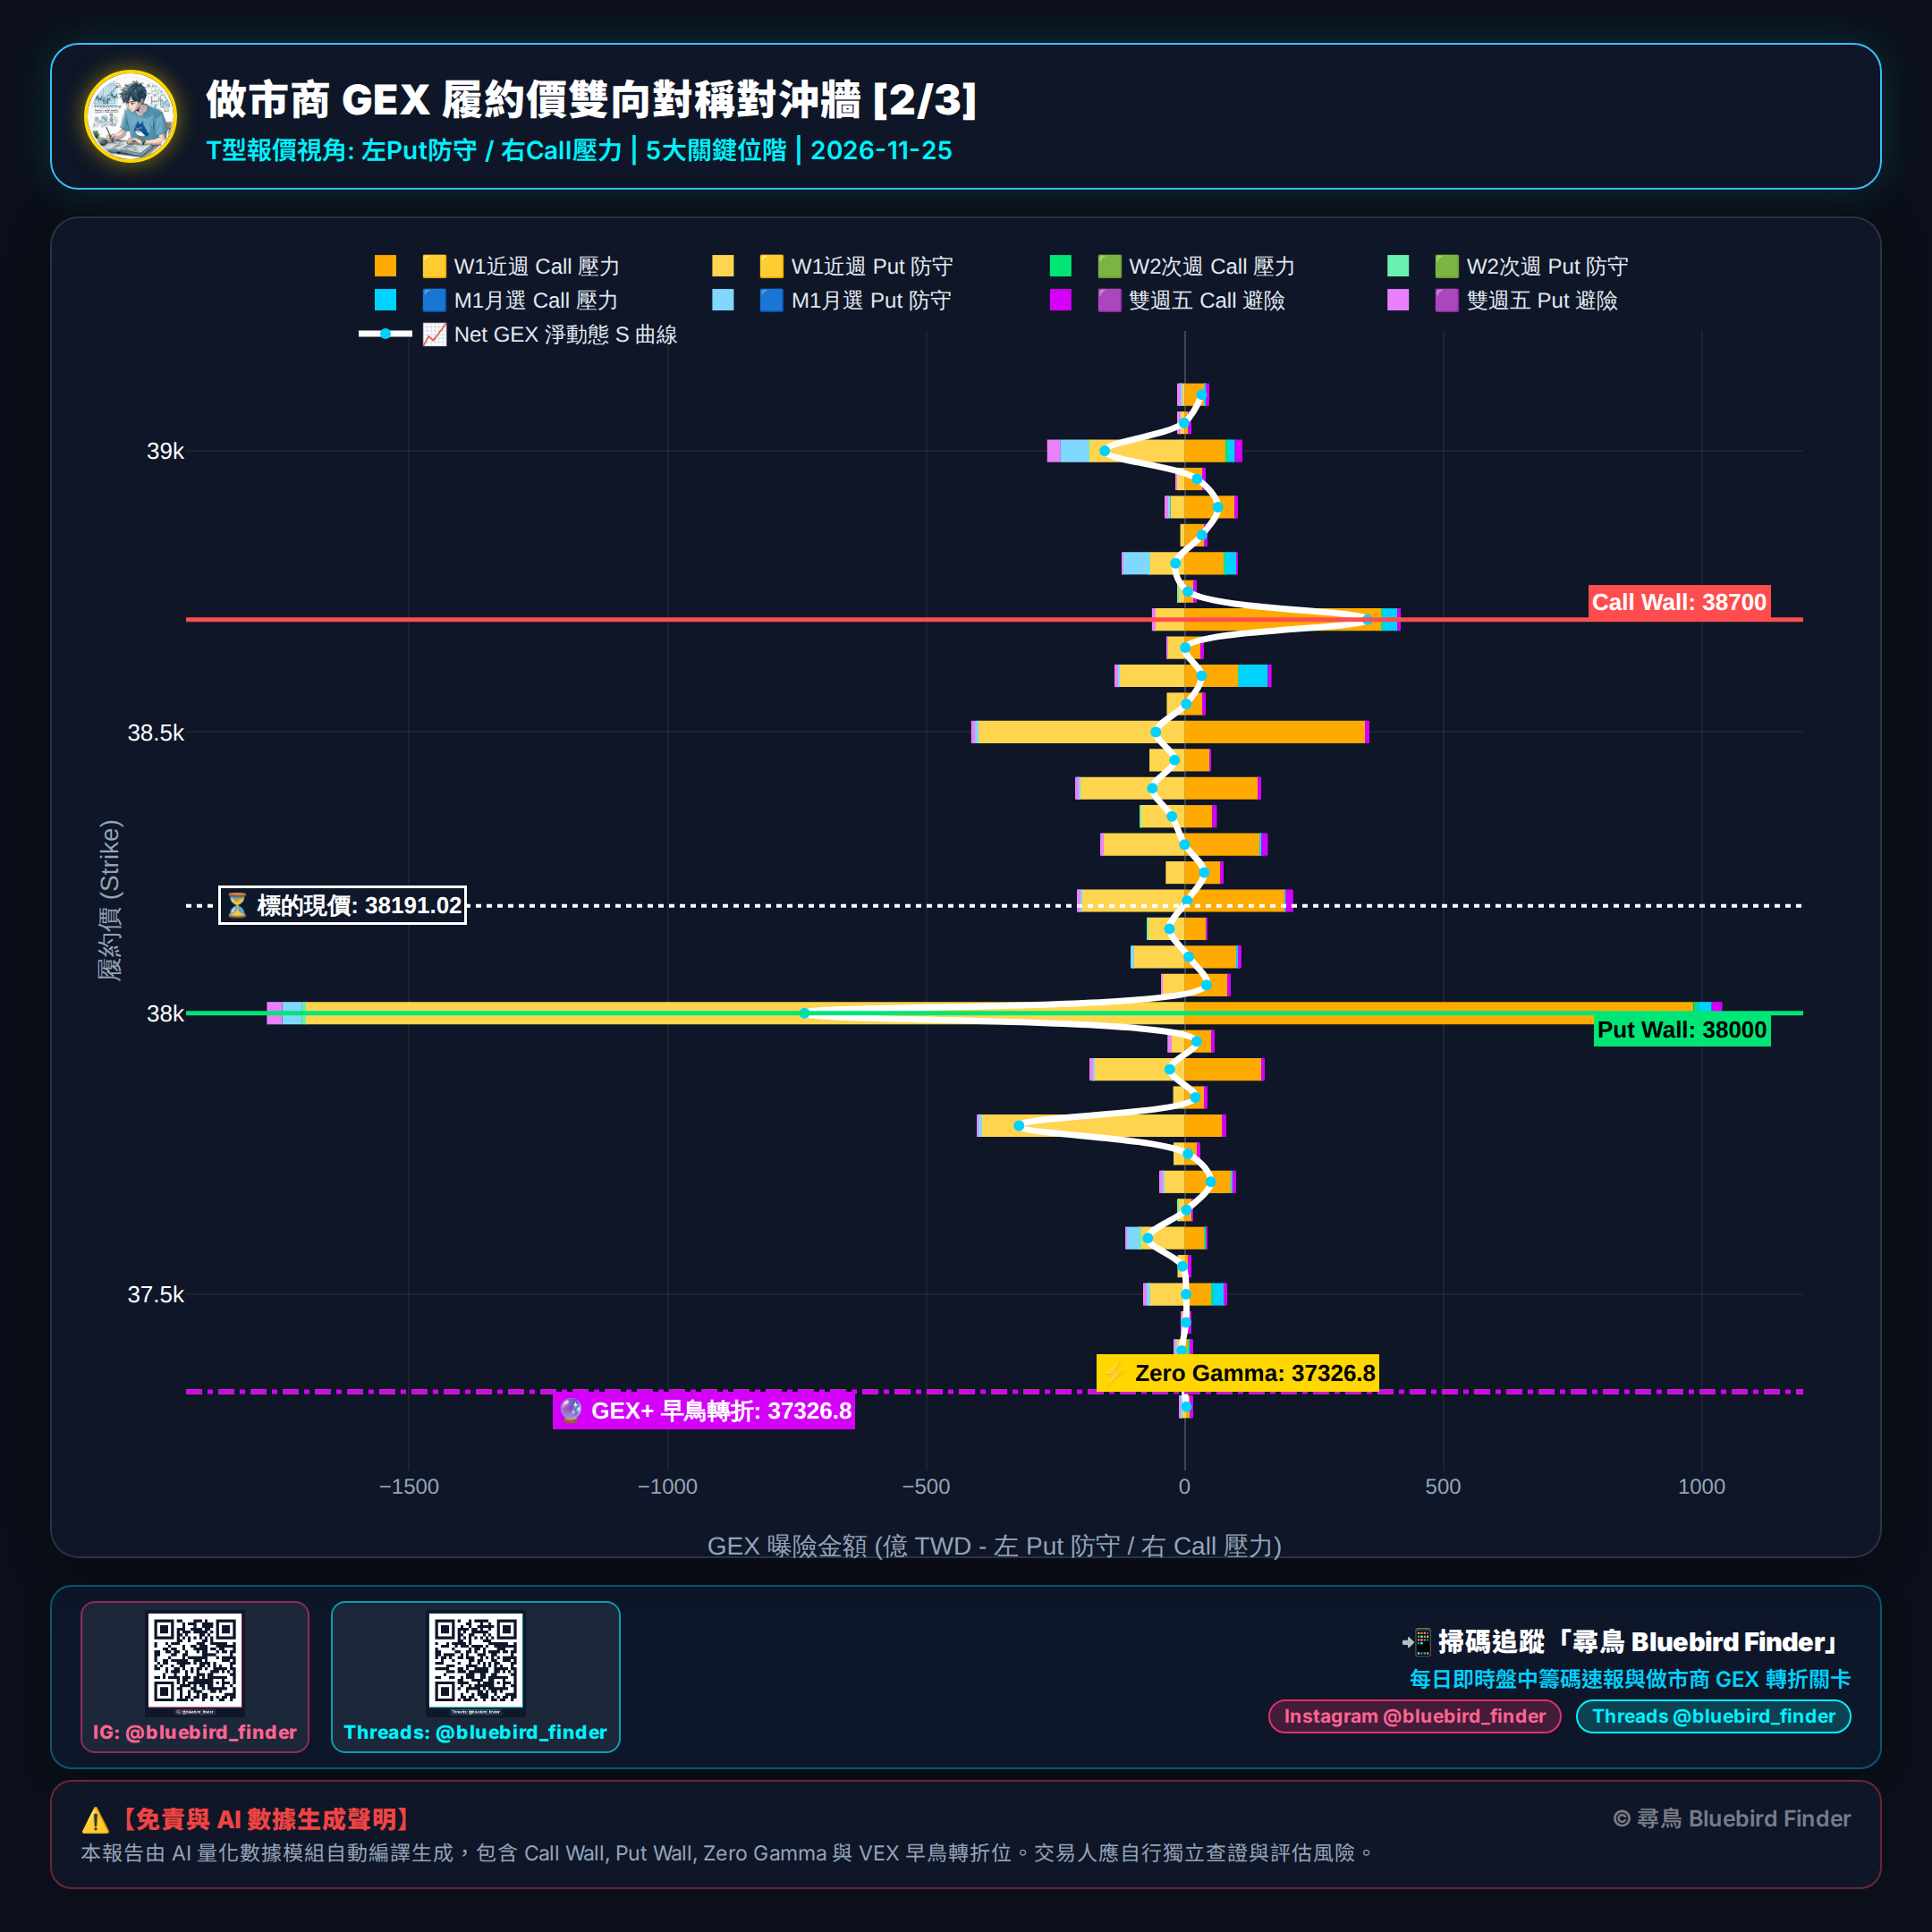 做市商 GEX 履約價雙向對稱對沖牆 [2/3]
T型報價視角: 左Put防守 / 右Call壓力 | 5大關鍵位階 | 2026-11-25
🟨 W1近週 Call 壓力
🟨 W1近週 Put 防守
🟩 W2次週 Call 壓力
🟩 W2次週 Put 防守
🟦 M1月選 Call 壓力
🟦 M1月選 Put 防守
🟪 雙週五 Call 避險
🟪 雙週五 Put 避險
📈 Net GEX 淨動態 S 曲線
39k
Call Wall: 38700
38.5k
履約價 (Strike)
⏳ 標的現價: 38191.02
38k
Put Wall: 38000
37.5k
⚡ Zero Gamma: 37326.8
🔮 GEX+ 早鳥轉折: 37326.8
−1500
−1000
−500
0
500
1000
GEX 曝險金額 (億 TWD - 左 Put 防守 / 右 Call 壓力)
IG: @bluebird_finder
Threads: @bluebird_finder
📲 掃碼追蹤「尋鳥 Bluebird Finder」
每日即時盤中籌碼速報與做市商 GEX 轉折關卡
Instagram @bluebird_finder
Threads @bluebird_finder
⚠️【免責與 AI 數據生成聲明】
© 尋鳥 Bluebird Finder
本報告由 AI 量化數據模組自動編譯生成，包含 Call Wall, Put Wall, Zero Gamma 與 VEX 早鳥轉折位。交易人應自行獨立查證與評估風險。